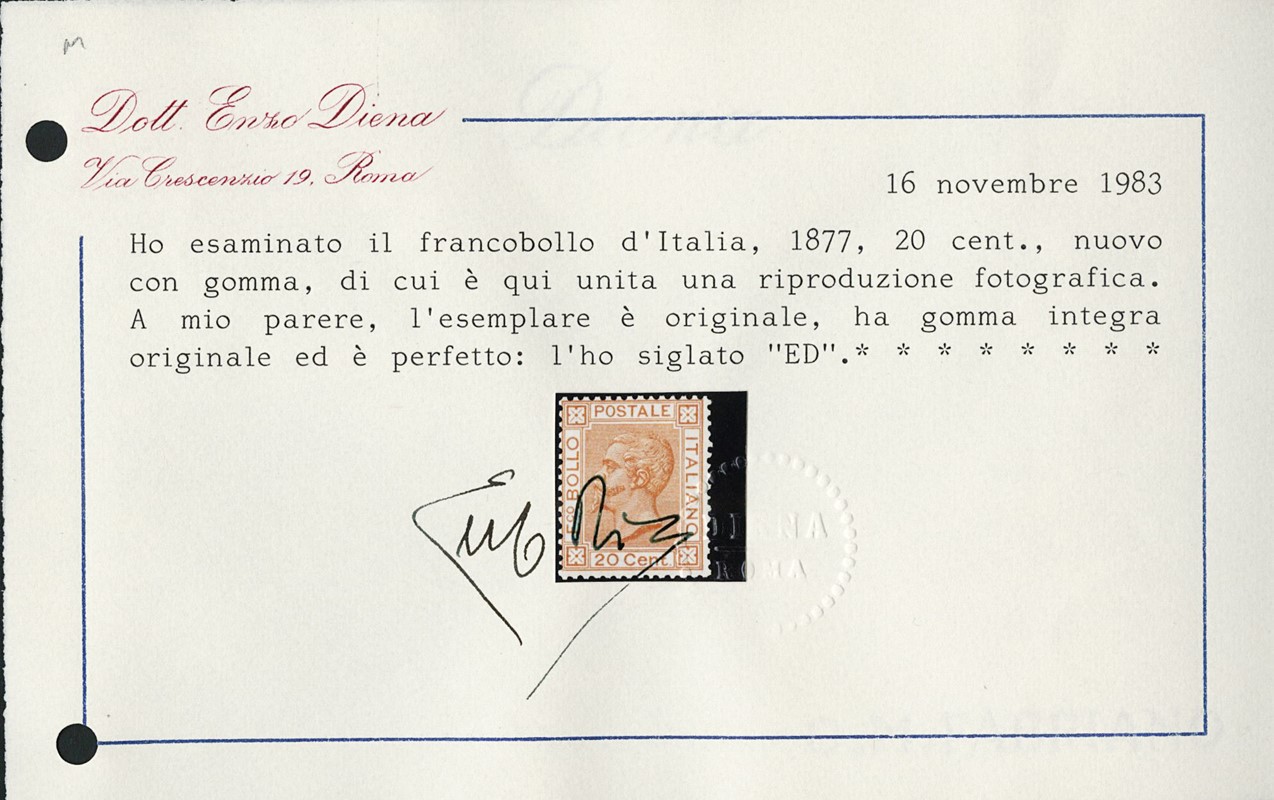 Dott. Enzo Diena
Via Crescenzio 19, Roma
16 novembre 1983
Ho esaminato il francobollo d'Italia, 1877, 20 cent., nuovo
con gomma, di cui è qui unita una riproduzione fotografica.
A mio parere, l'esemplare è originale, ha gomma integra
originale ed è perfetto: l'ho siglato "ED".* * * * * * * *
POSTALE
FCO BOLLO
ITALIANO
20 Cent.